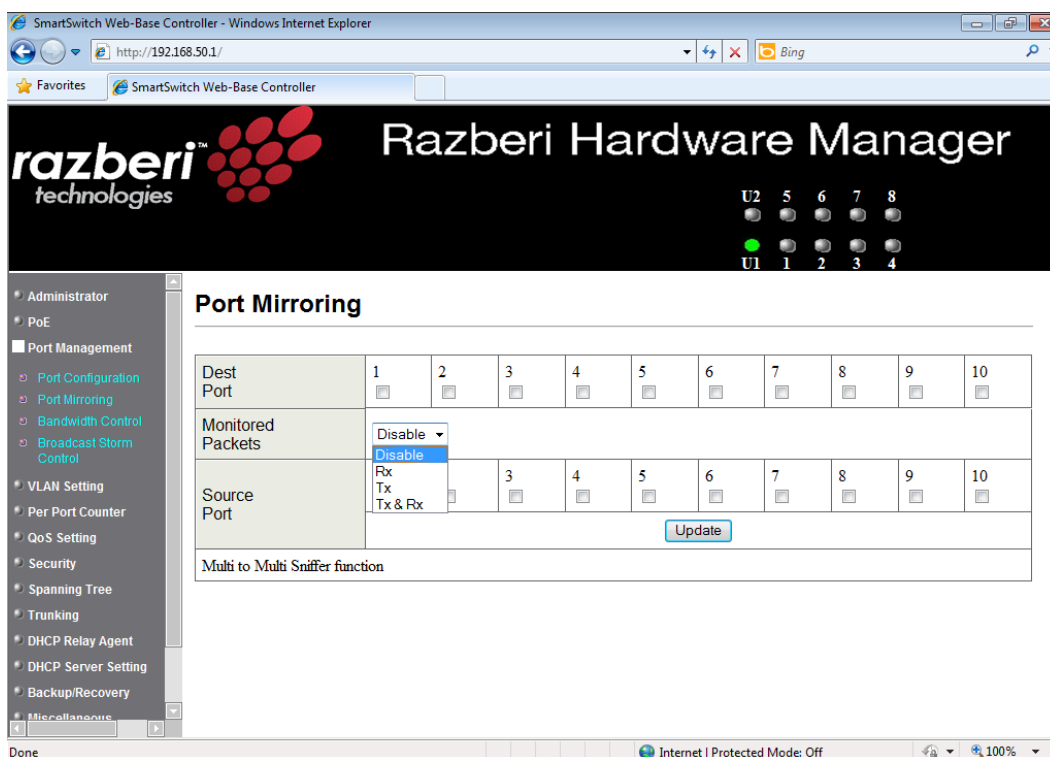 SmartSwitch Web-Base Controller - Windows Internet Explorer
http://192.168.50.1/
Bing
Favorites
SmartSwitch Web-Base Controller
razberi™
technologies
Razberi Hardware Manager
U2 5 6 7 8
U1 1 2 3 4
Administrator
PoE
Port Management
Port Configuration
Port Mirroring
Bandwidth Control
Broadcast Storm
Control
VLAN Setting
Per Port Counter
QoS Setting
Security
Spanning Tree
Trunking
DHCP Relay Agent
DHCP Server Setting
Backup/Recovery
Miscellaneous
Port Mirroring
Dest
Port
1 2 3 4 5 6 7 8 9 10
Monitored
Packets
Disable
Disable
Rx
Tx
Tx & Rx
Source
Port
3 4 5 6 7 8 9 10
Update
Multi to Multi Sniffer function
Done
Internet | Protected Mode: Off
100%